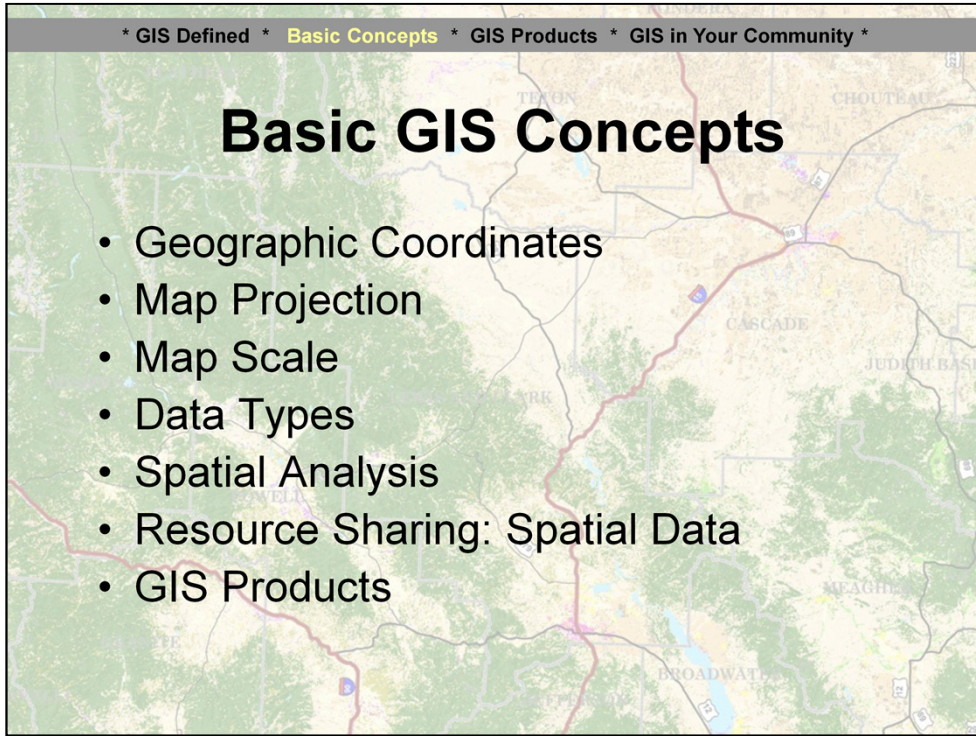 * GIS Defined * Basic Concepts * GIS Products * GIS in Your Community *
TETON
CHOUTEAU
Basic GIS Concepts
• Geographic Coordinates
• Map Projection
CASCADE
• Map Scale
• Data Types
• Spatial Analysis
POWELL
• Resource Sharing: Spatial Data
• GIS Products
BROADWATER